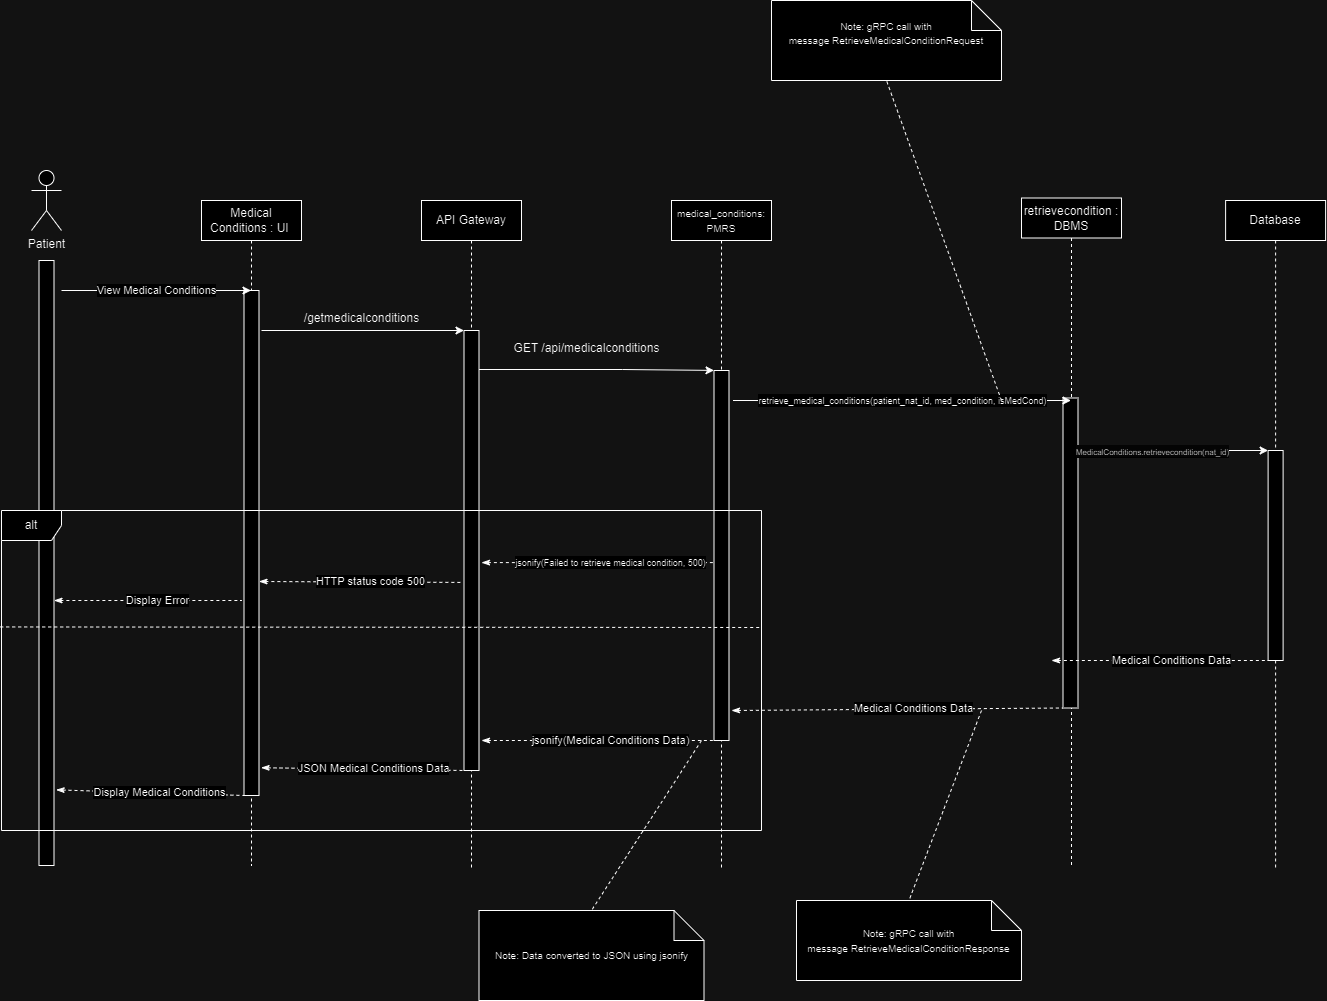 Note: gRPC call with
message RetrieveMedicalConditionRequest
Patient
Medical
Conditions : UI
API Gateway
medical_conditions:
PMRS
retrievecondition :
DBMS
Database
View Medical Conditions
/getmedicalconditions
GET /api/medicalconditions
retrieve_medical_conditions(patient_nat_id, med_condition, isMedCond)
MedicalConditions.retrievecondition(nat_id)
alt
jsonify(Failed to retrieve medical condition, 500)
HTTP status code 500
Display Error
Medical Conditions Data
Medical Conditions Data
jsonify(Medical Conditions Data)
JSON Medical Conditions Data
Display Medical Conditions
Note: gRPC call with
message RetrieveMedicalConditionResponse
Note: Data converted to JSON using jsonify